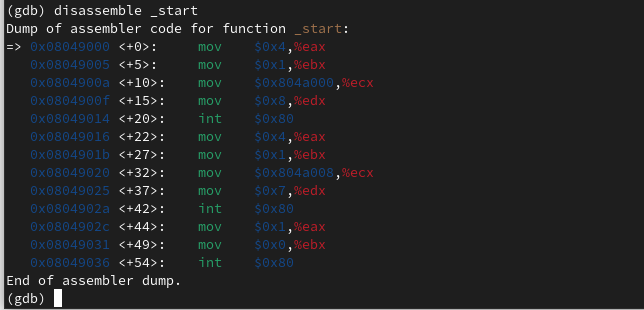 (gdb) disassemble _start
Dump of assembler code for function _start:
=> 0x08049000 <+0>:     mov    $0x4,%eax
   0x08049005 <+5>:     mov    $0x1,%ebx
   0x0804900a <+10>:    mov    $0x804a000,%ecx
   0x0804900f <+15>:    mov    $0x8,%edx
   0x08049014 <+20>:    int    $0x80
   0x08049016 <+22>:    mov    $0x4,%eax
   0x0804901b <+27>:    mov    $0x1,%ebx
   0x08049020 <+32>:    mov    $0x804a008,%ecx
   0x08049025 <+37>:    mov    $0x7,%edx
   0x0804902a <+42>:    int    $0x80
   0x0804902c <+44>:    mov    $0x1,%eax
   0x08049031 <+49>:    mov    $0x0,%ebx
   0x08049036 <+54>:    int    $0x80
End of assembler dump.
(gdb)